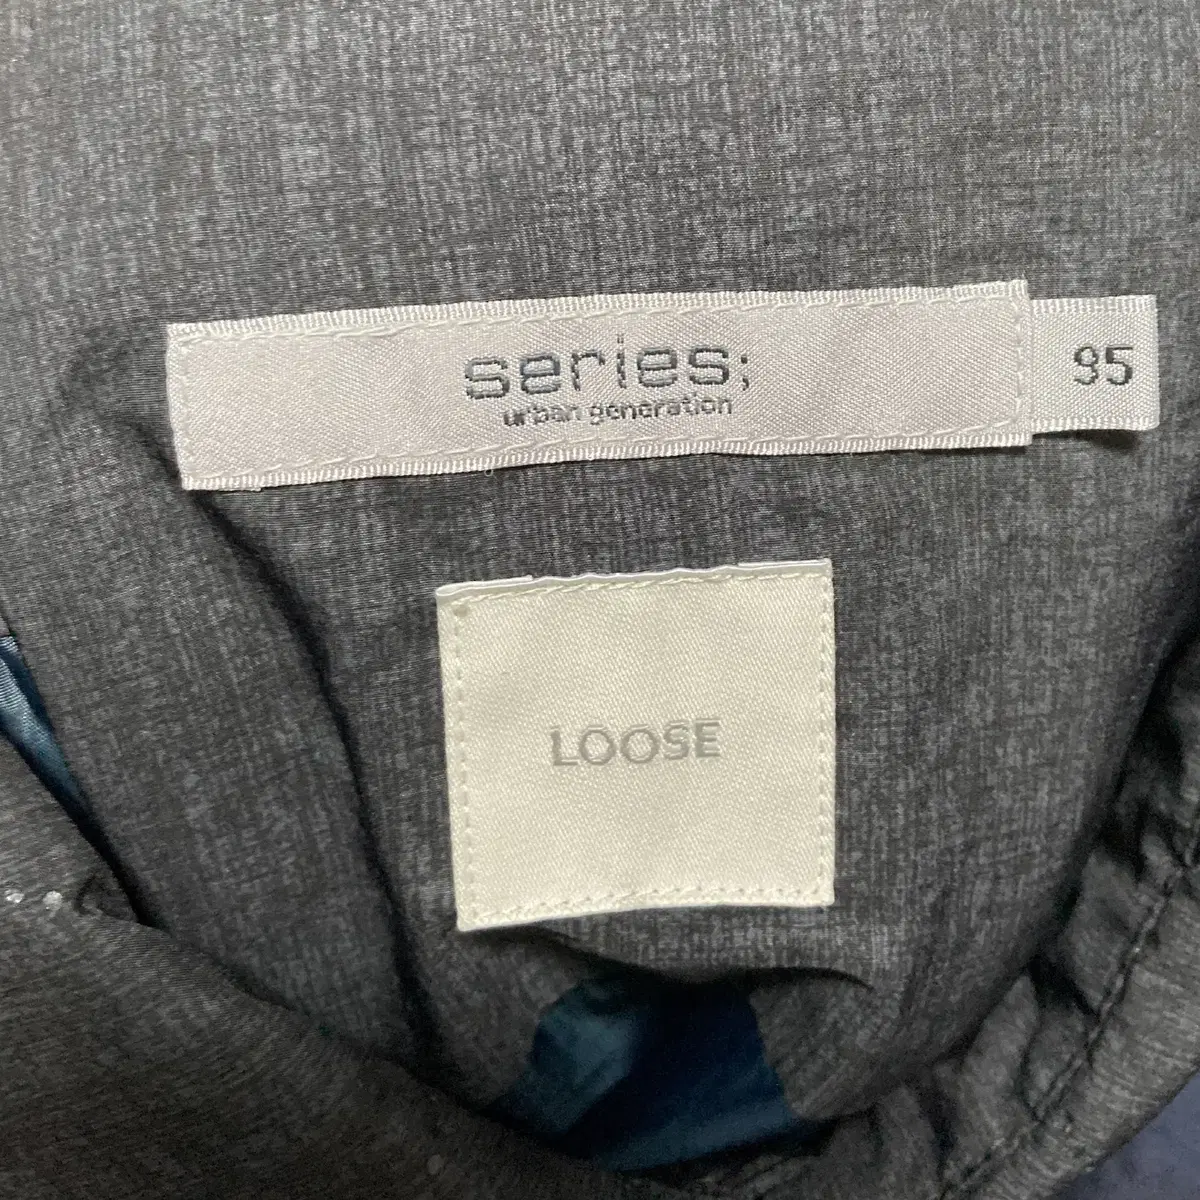 series;
urban generation
95
LOOSE